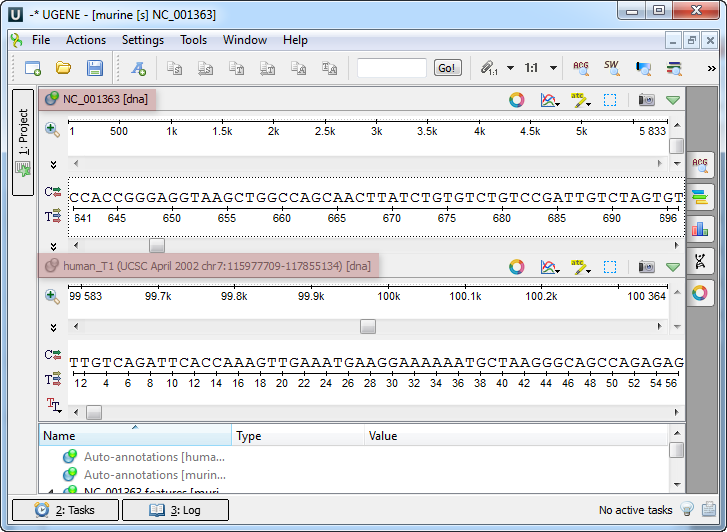 -* UGENE - [murine [s] NC_001363]
File Actions Settings Tools Window Help
Go! 1:1
1: Project
NC_001363 [dna]
1 500 1k 1.5k 2k 2.5k 3k 3.5k 4k 4.5k 5k 5 833
CCACCGGGAGGTAAGCTGGCCAGCAACTTATCTGTGTCTGTCCGATTGTCTAGTGT
641 645 650 655 660 665 670 675 680 685 690 696
human_T1 (UCSC April 2002 chr7:115977709-117855134) [dna]
99 583 99.7k 99.8k 99.9k 100k 100.1k 100.2k 100 364
TTGTCAGATTCACCAAAGTTGAAATGAAGGAAAAAATGCTAAGGGCAGCCAGAGAG
12 4 6 8 10 12 14 16 18 20 22 24 26 28 30 32 34 36 38 40 42 44 46 48 50 52 54 56
Name Type Value
Auto-annotations [huma...
Auto-annotations [murin...
NC_001363 features [muri...
2: Tasks 3: Log No active tasks